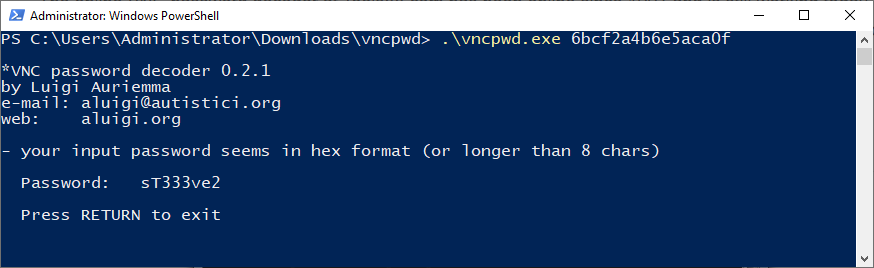 Administrator: Windows PowerShell
PS C:\Users\Administrator\Downloads\vncpwd> .\vncpwd.exe 6bcf2a4b6e5aca0f
*VNC password decoder 0.2.1
by Luigi Auriemma
e-mail: aluigi@autistici.org
web:    aluigi.org
- your input password seems in hex format (or longer than 8 chars)
  Password:   sT333ve2
  Press RETURN to exit